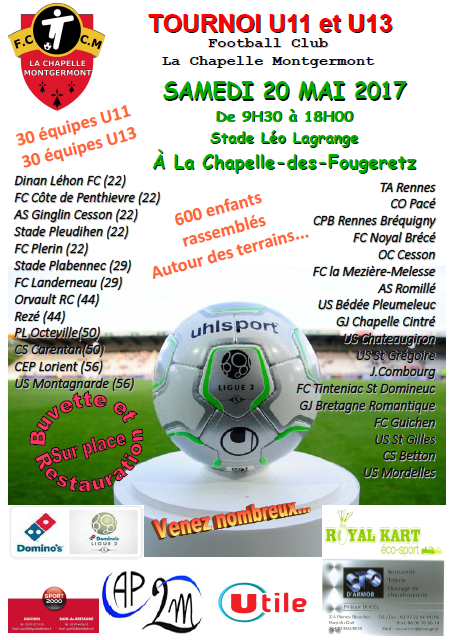 F.C C.M
LA CHAPELLE
MONTGERMONT
TOURNOI U11 et U13
Football Club
La Chapelle Montgermont
SAMEDI 20 MAI 2017
De 9H30 à 18H00
Stade Léo Lagrange
À La Chapelle-des-Fougeretz
30 équipes U11
30 équipes U13
600 enfants
rassemblés
Autour des terrains...
Dinan Léhon FC (22)
FC Côte de Penthievre (22)
AS Ginglin Cesson (22)
Stade Pleudihen (22)
FC Plerin (22)
Stade Plabennec (29)
FC Landerneau (29)
Orvault RC (44)
Rezé (44)
PL Octeville(50)
CS Carentan(50)
CEP Lorient (56)
US Montagnarde (56)
TA Rennes
CO Pacé
CPB Rennes Bréquigny
FC Noyal Brécé
OC Cesson
FC la Mezière-Melesse
AS Romillé
US Bédée Pleumeleuc
GJ Chapelle Cintré
US Chateaugiron
US St Grégoire
J.Combourg
FC Tinteniac St Domineuc
GJ Bretagne Romantique
FC Guichen
US St Gilles
CS Betton
US Mordelles
uhlsport
LIGUE 2
Buvette et
Sur place
Restauration
Venez nombreux...
Domino's
Domino's
LIGUE 2
ROYAL KART
éco-sport
SPORT
2000
GUICHEN
AP2M
Utile
D'ARMOR